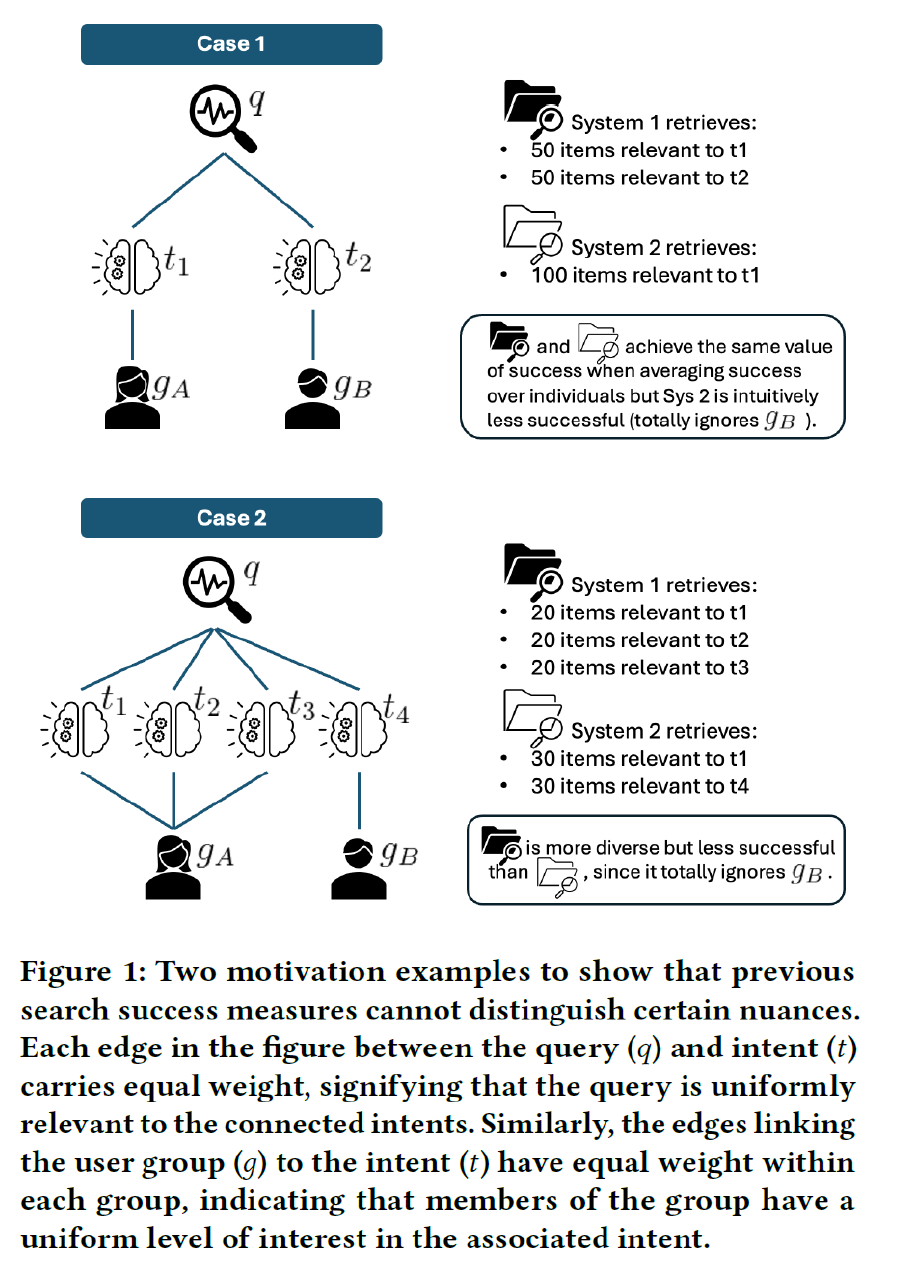 Case 1
q
t1
t2
gA
gB
System 1 retrieves:
• 50 items relevant to t1
• 50 items relevant to t2
System 2 retrieves:
• 100 items relevant to t1
and achieve the same value
of success when averaging success
over individuals but Sys 2 is intuitively
less successful (totally ignores gB ).
Case 2
q
t1
t2
t3
t4
gA
gB
System 1 retrieves:
• 20 items relevant to t1
• 20 items relevant to t2
• 20 items relevant to t3
System 2 retrieves:
• 30 items relevant to t1
• 30 items relevant to t4
is more diverse but less successful
than , since it totally ignores gB .
Figure 1: Two motivation examples to show that previous
search success measures cannot distinguish certain nuances.
Each edge in the figure between the query (q) and intent (t)
carries equal weight, signifying that the query is uniformly
relevant to the connected intents. Similarly, the edges linking
the user group (g) to the intent (t) have equal weight within
each group, indicating that members of the group have a
uniform level of interest in the associated intent.